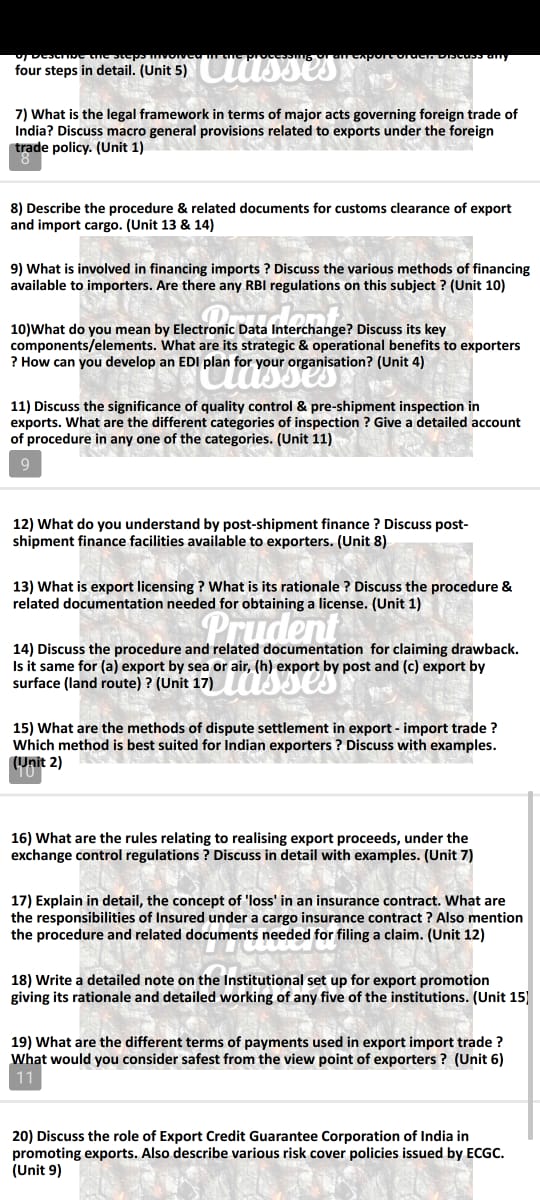 6) Describe the steps involved in the processing of an export order. Discuss any
four steps in detail. (Unit 5)
Classes
7) What is the legal framework in terms of major acts governing foreign trade of
India? Discuss macro general provisions related to exports under the foreign
trade policy. (Unit 1)
8
8) Describe the procedure & related documents for customs clearance of export
and import cargo. (Unit 13 & 14)
9) What is involved in financing imports ? Discuss the various methods of financing
available to importers. Are there any RBI regulations on this subject ? (Unit 10)
Prudent
10)What do you mean by Electronic Data Interchange? Discuss its key
components/elements. What are its strategic & operational benefits to exporters
? How can you develop an EDI plan for your organisation? (Unit 4)
Classes
11) Discuss the significance of quality control & pre-shipment inspection in
exports. What are the different categories of inspection ? Give a detailed account
of procedure in any one of the categories. (Unit 11)
9
12) What do you understand by post-shipment finance ? Discuss post-
shipment finance facilities available to exporters. (Unit 8)
13) What is export licensing ? What is its rationale ? Discuss the procedure &
related documentation needed for obtaining a license. (Unit 1)
Prudent
14) Discuss the procedure and related documentation for claiming drawback.
Is it same for (a) export by sea or air, (h) export by post and (c) export by
surface (land route) ? (Unit 17)
Classes
15) What are the methods of dispute settlement in export - import trade ?
Which method is best suited for Indian exporters ? Discuss with examples.
(Unit 2)
10
16) What are the rules relating to realising export proceeds, under the
exchange control regulations ? Discuss in detail with examples. (Unit 7)
17) Explain in detail, the concept of 'loss' in an insurance contract. What are
the responsibilities of Insured under a cargo insurance contract ? Also mention
the procedure and related documents needed for filing a claim. (Unit 12)
Prudent
18) Write a detailed note on the Institutional set up for export promotion
giving its rationale and detailed working of any five of the institutions. (Unit 15)
19) What are the different terms of payments used in export import trade ?
What would you consider safest from the view point of exporters ? (Unit 6)
11
20) Discuss the role of Export Credit Guarantee Corporation of India in
promoting exports. Also describe various risk cover policies issued by ECGC.
(Unit 9)